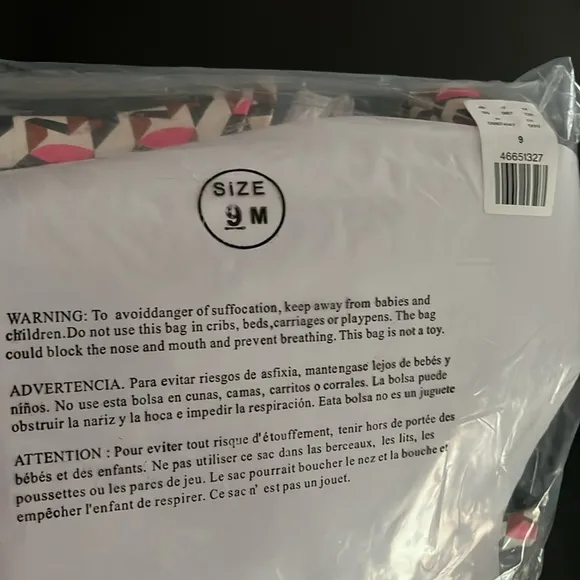 SiZE
9 M
9
46651327
WARNING: To avoiddanger of suffocation, keep away from babies and
children.Do not use this bag in cribs, beds,carriages or playpens. The bag
could block the nose and mouth and prevent breathing. This bag is not a toy.
ADVERTENCIA. Para evitar riesgos de asfixia, mantengase lejos de bebés y
niños. No use esta bolsa en cunas, camas, carritos o corrales. La bolsa puede
obstruir la nariz y la hoca e impedir la respiración. Eata bolsa no es un juguete
ATTENTION : Pour eviter tout risque d'étouffement, tenir hors de portée des
bébés et des enfants. Ne pas utiliser ce sac dans les berceaux, les lits, les
poussettes ou les parcs de jeu. Le sac pourrait boucher le nez et la bouche et
empêoher l'enfant de respirer. Ce sac n' est pas un jouet.